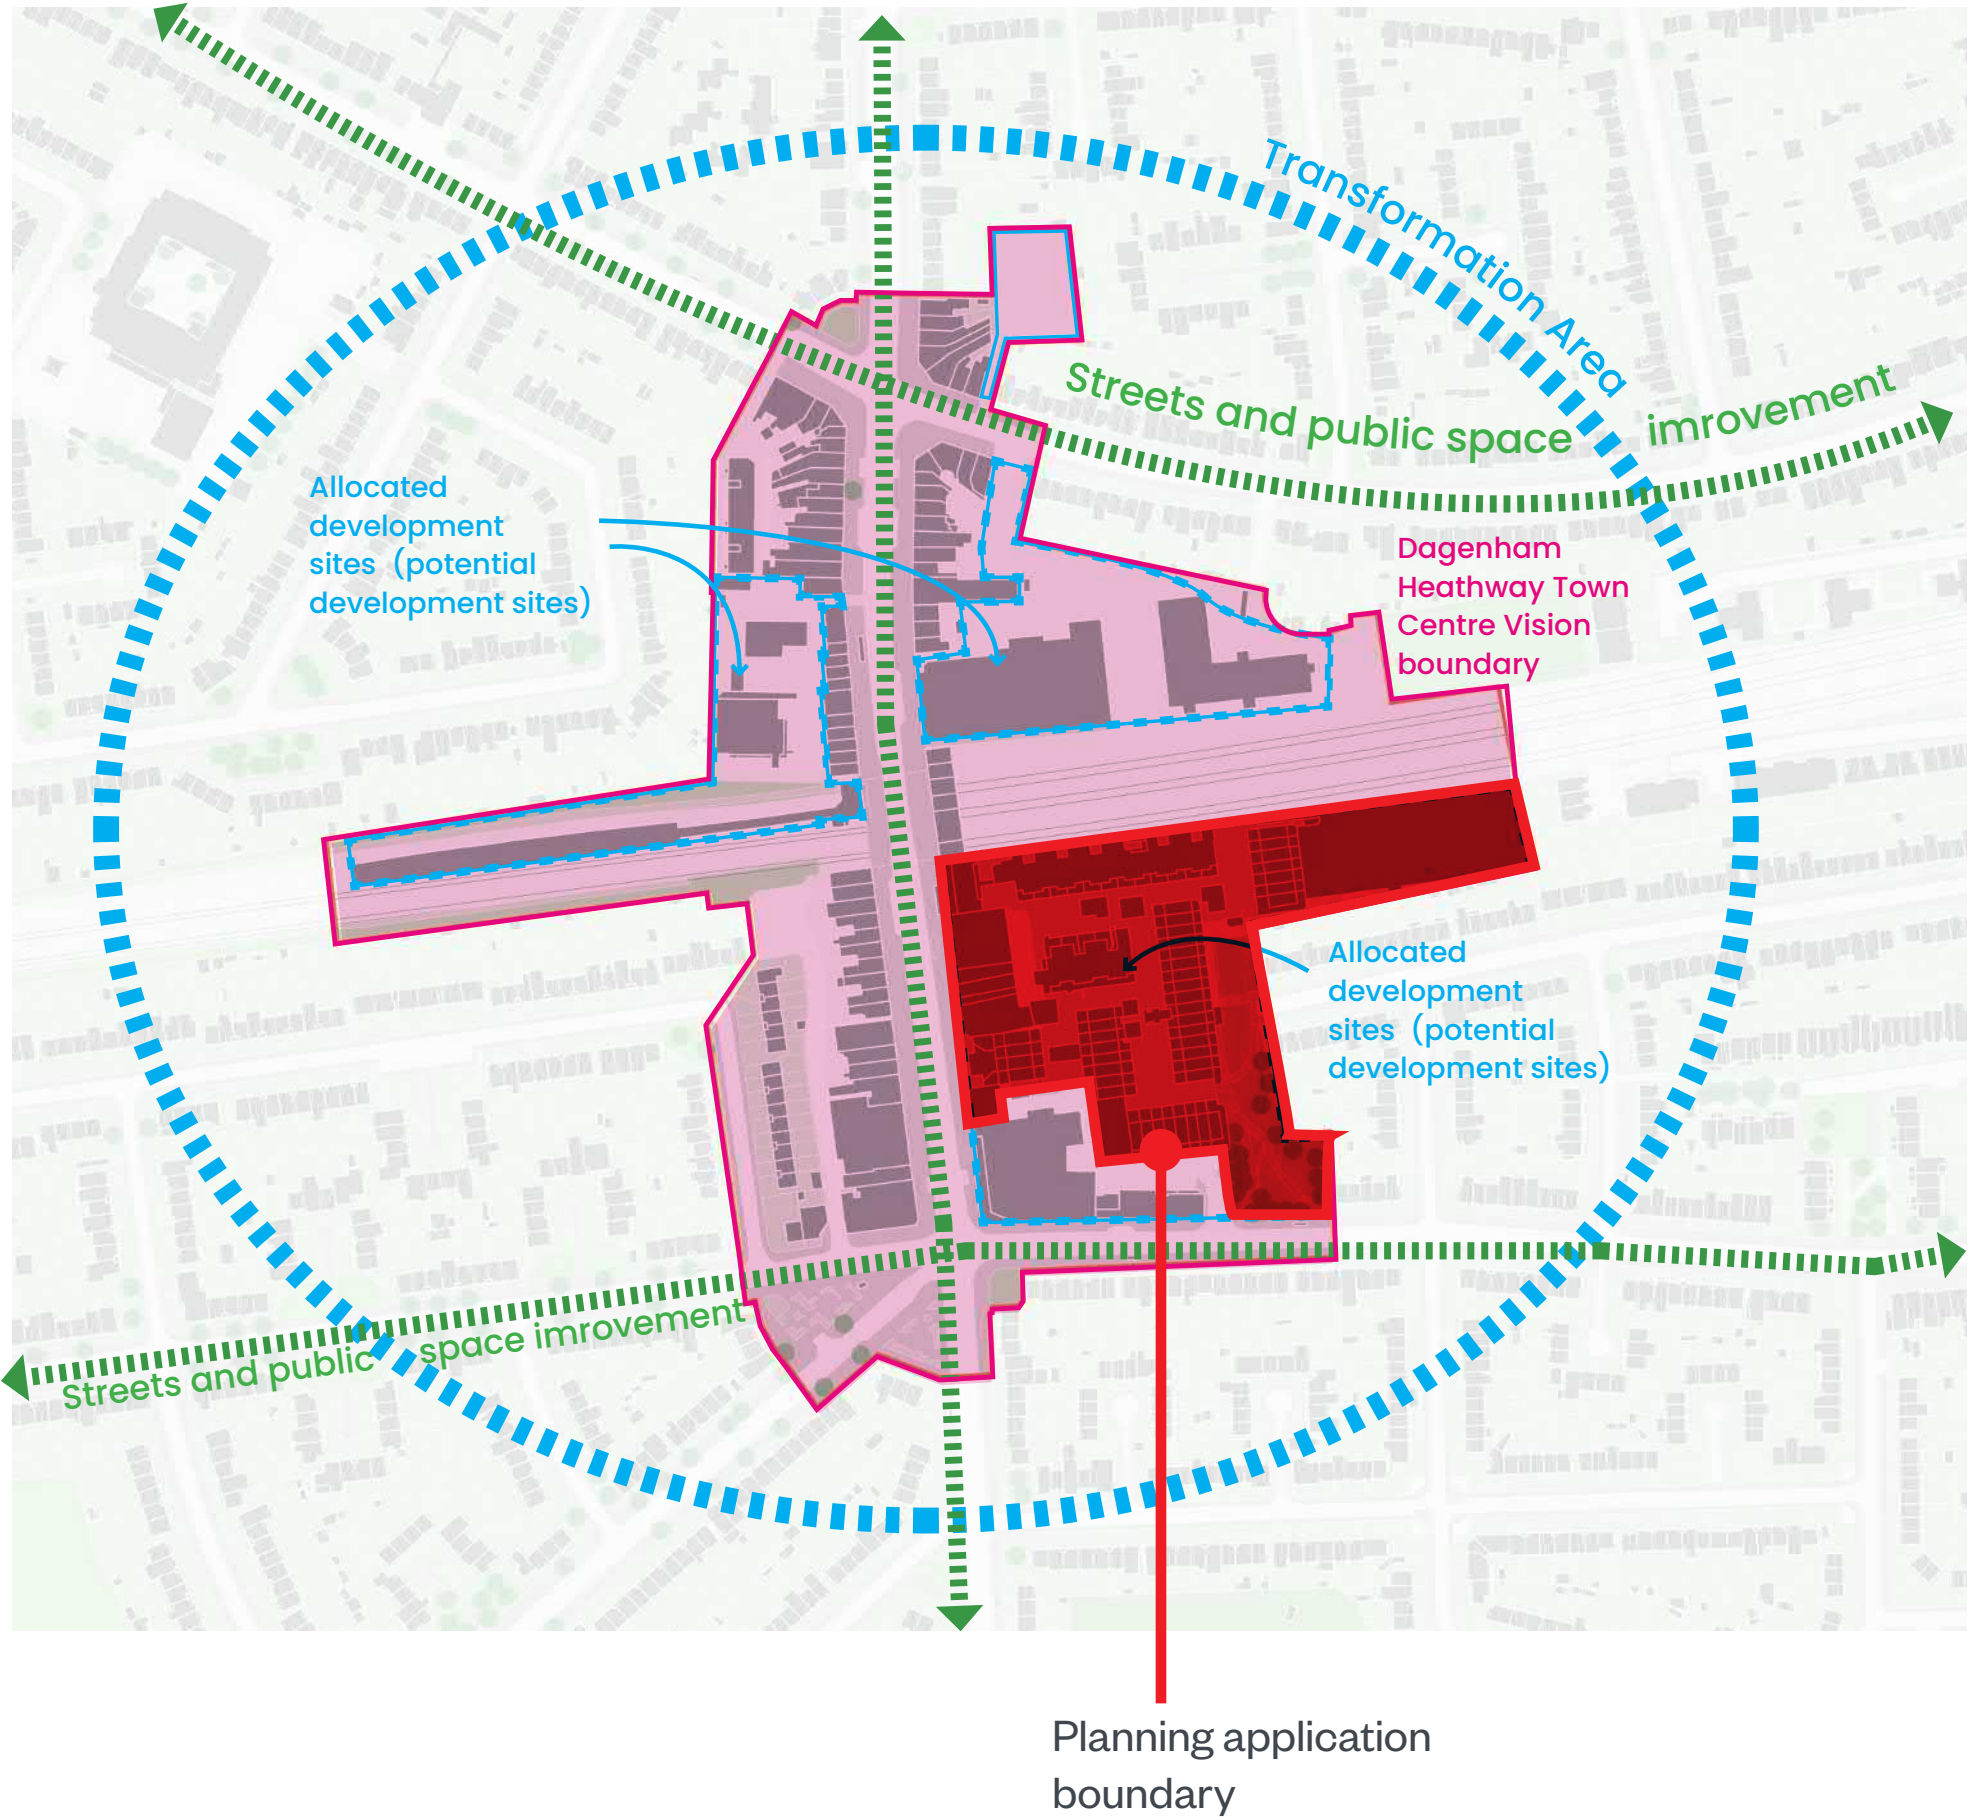 Transformation Area
Streets and public space imrovement
Allocated
development
sites (potential
development sites)
Dagenham
Heathway Town
Centre Vision
boundary
Allocated
development
sites (potential
development sites)
Streets and public space imrovement
Planning application
boundary